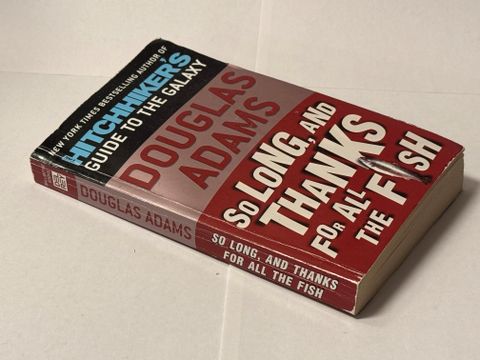 NEW YORK TIMES BESTSELLING AUTHOR OF
HITCHHIKER'S
GUIDE TO THE GALAXY
DOUGLAS
ADAMS
SO LONG, AND
THANKS
FOR ALL
THE FISH
DOUGLAS ADAMS
SO LONG, AND THANKS
FOR ALL THE FISH